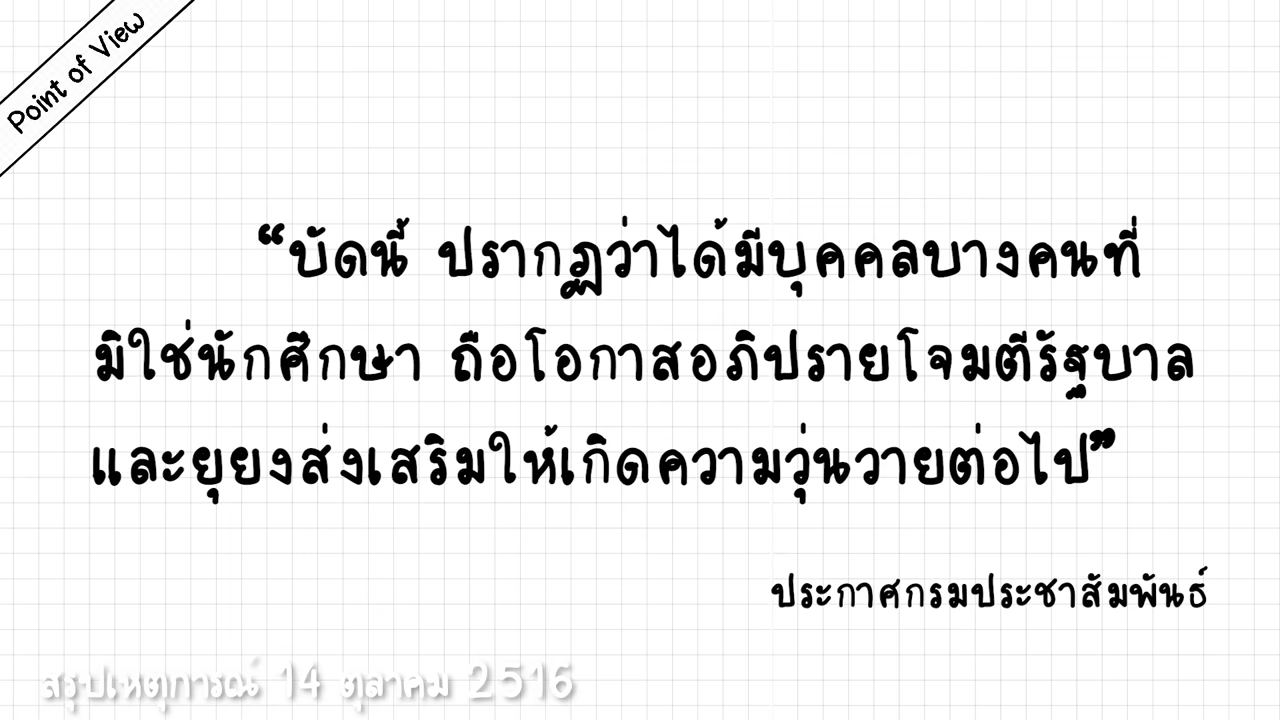 Point of View
“บัดนี้ ปรากฏว่าได้มีบุคคลบางคนที่
มิใช่นักศึกษา ถือโอกาสอภิปรายโจมตีรัฐบาล
และยุยงส่งเสริมให้เกิดความวุ่นวายต่อไป”
ประกาศกรมประชาสัมพันธ์
สรุปเหตุการณ์ 14 ตุลาคม 2516